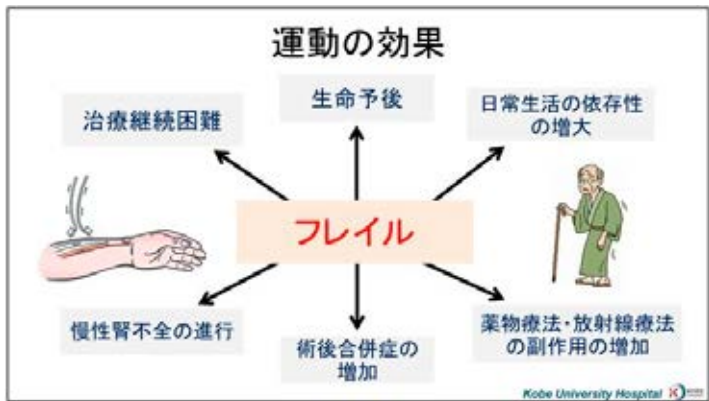 運動の効果
生命予後
治療継続困難
日常生活の依存性
の増大
フレイル
慢性腎不全の進行
術後合併症の
増加
薬物療法・放射線療法
の副作用の増加
Kobe University Hospital